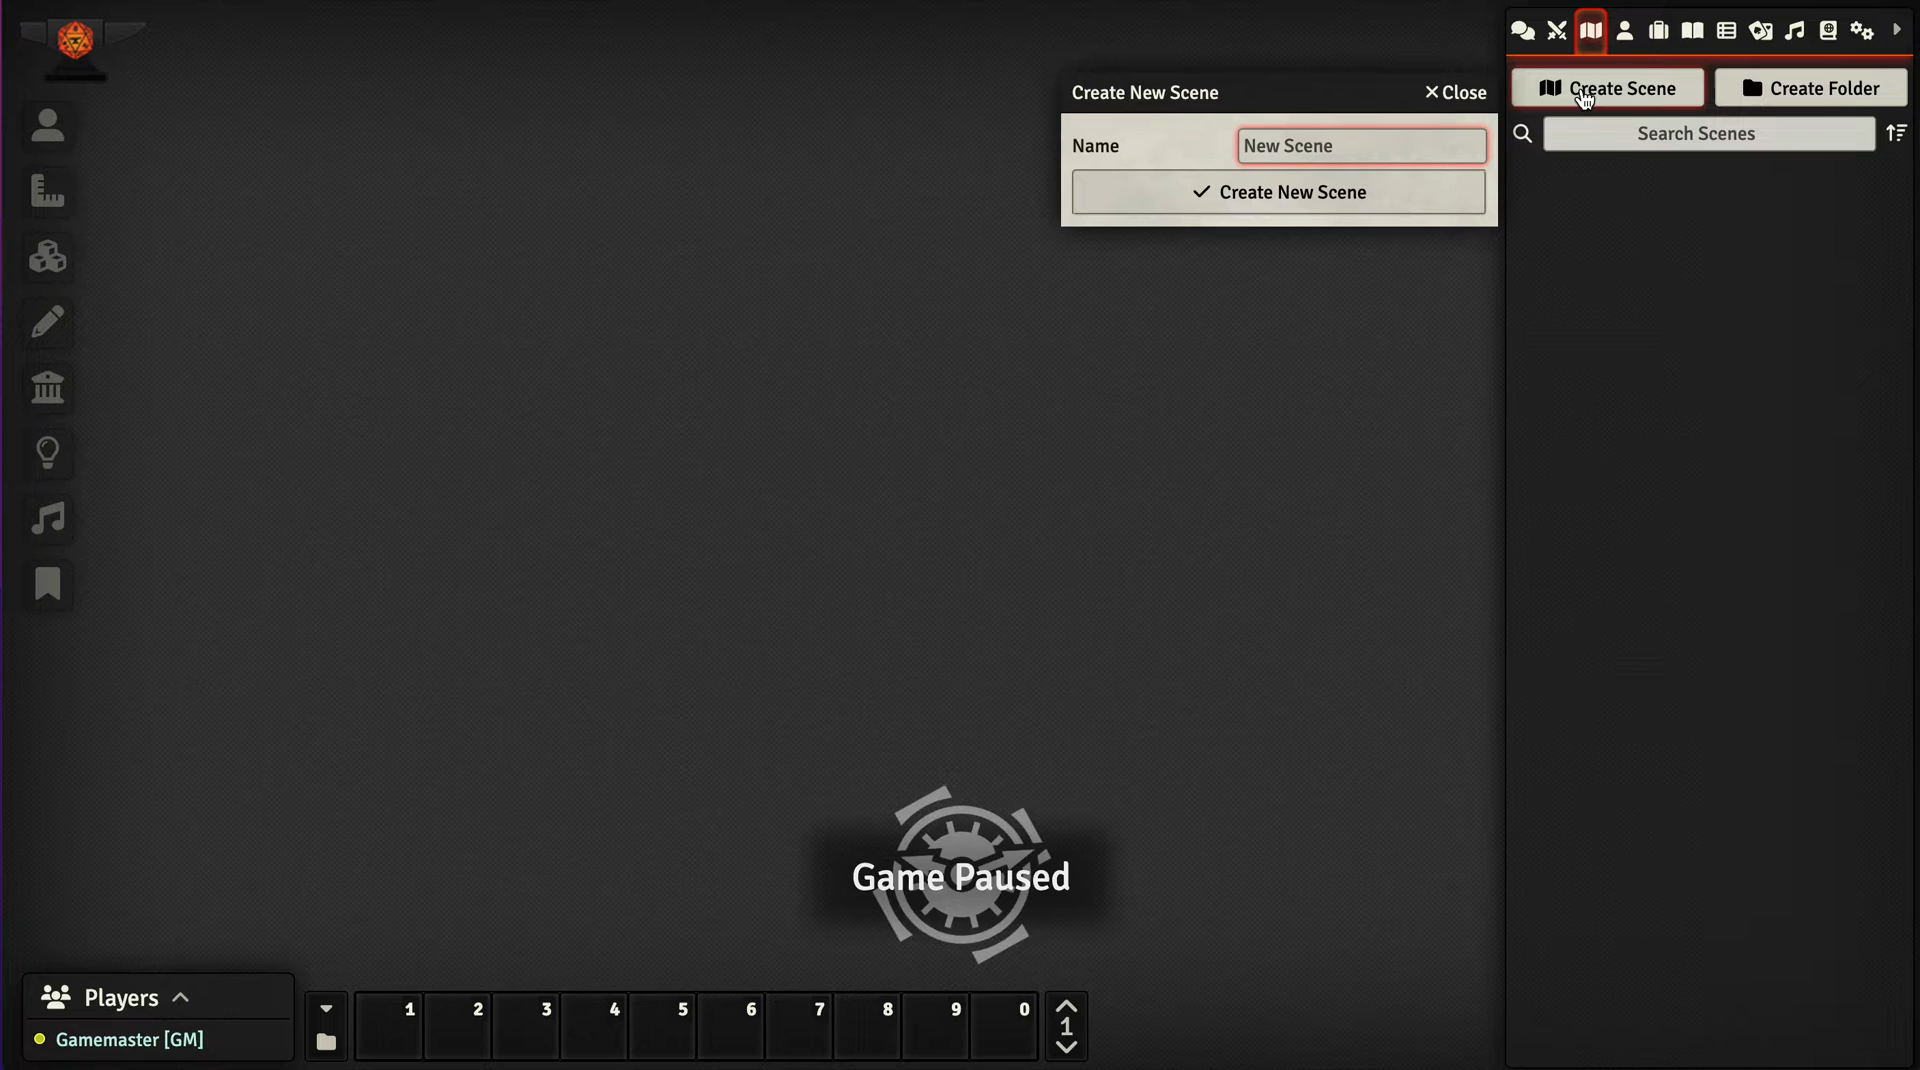 Create New Scene
Close
Name
New Scene
Create New Scene
Create Scene
Create Folder
Search Scenes
Game Paused
Players
Gamemaster [GM]
1 2 3 4 5 6 7 8 9 0
1